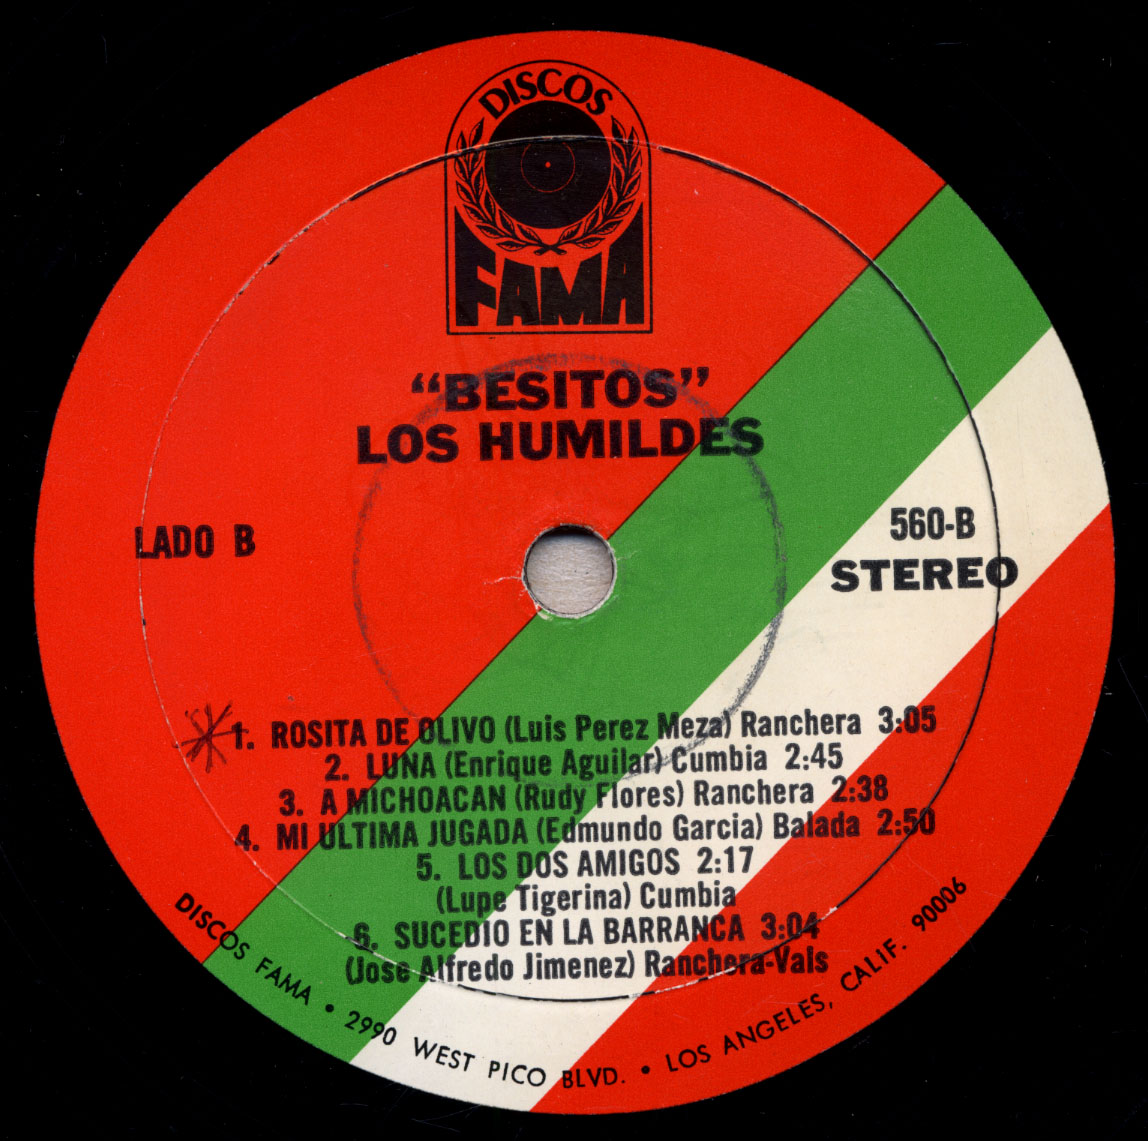 DISCOS
FAMA
“BESITOS”
LOS HUMILDES
LADO B
560-B
STEREO
1. ROSITA DE OLIVO (Luis Perez Meza) Ranchera 3:05
2. LUNA (Enrique Aguilar) Cumbia 2:45
3. A MICHOACAN (Rudy Flores) Ranchera 2:38
4. MI ULTIMA JUGADA (Edmundo Garcia) Balada 2:50
5. LOS DOS AMIGOS 2:17
(Lupe Tigerina) Cumbia
6. SUCEDIO EN LA BARRANCA 3:04
(Jose Alfredo Jimenez) Ranchera-Vals
DISCOS FAMA • 2990 WEST PICO BLVD. • LOS ANGELES, CALIF. 90006